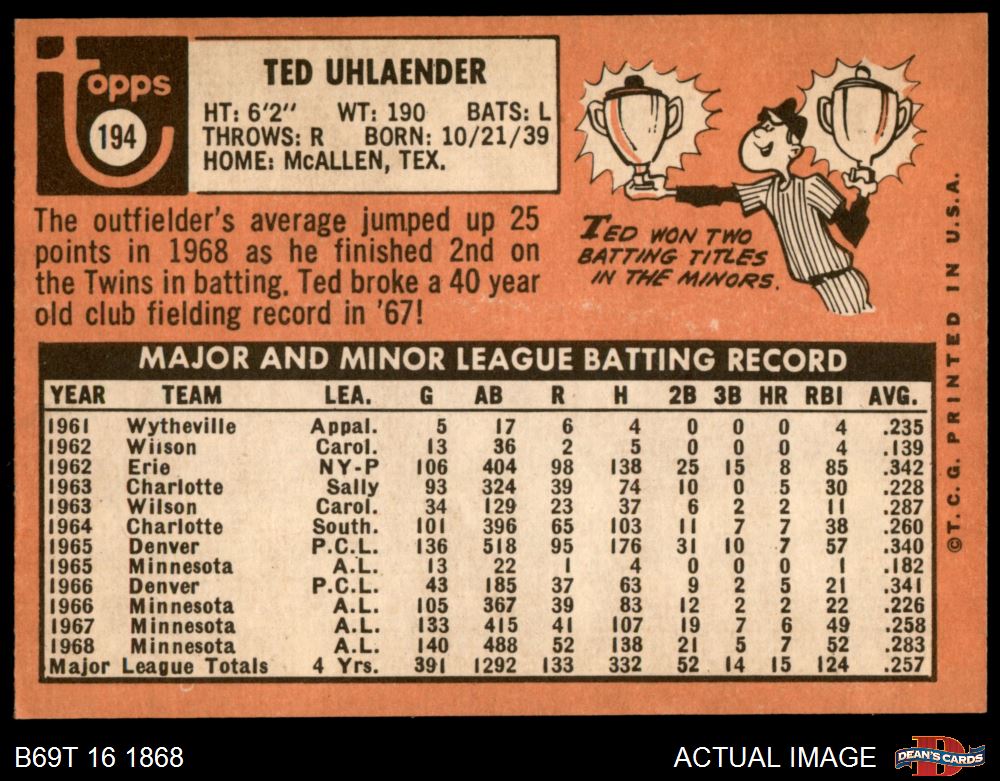 topps
194
TED UHLAENDER
HT: 6'2" WT: 190 BATS: L
THROWS: R BORN: 10/21/39
HOME: McALLEN, TEX.
The outfielder's average jumped up 25
points in 1968 as he finished 2nd on
the Twins in batting. Ted broke a 40 year
old club fielding record in '67!
TED WON TWO
BATTING TITLES
IN THE MINORS.
MAJOR AND MINOR LEAGUE BATTING RECORD
YEAR TEAM LEA. G AB R H 2B 3B HR RBI AVG.
1961 Wytheville Appal. 5 17 6 4 0 0 0 4 .235
1962 Wilson Carol. 13 36 2 5 0 0 0 4 .139
1962 Erie NY-P 106 404 98 138 25 15 8 85 .342
1963 Charlotte Sally 93 324 39 74 10 0 5 30 .228
1963 Wilson Carol. 34 129 23 37 6 2 2 11 .287
1964 Charlotte South. 101 396 65 103 11 7 7 38 .260
1965 Denver P.C.L. 136 518 95 176 31 10 7 57 .340
1965 Minnesota A.L. 13 22 1 4 0 0 0 1 .182
1966 Denver P.C.L. 43 185 37 63 9 2 5 21 .341
1966 Minnesota A.L. 105 367 39 83 12 2 2 22 .226
1967 Minnesota A.L. 133 415 41 107 19 7 6 49 .258
1968 Minnesota A.L. 140 488 52 138 21 5 7 52 .283
Major League Totals 4 Yrs. 391 1292 133 332 52 14 15 124 .257
©T.C.G. PRINTED IN U.S.A.
B69T 16 1868
ACTUAL IMAGE
D
DEAN'S CARDS